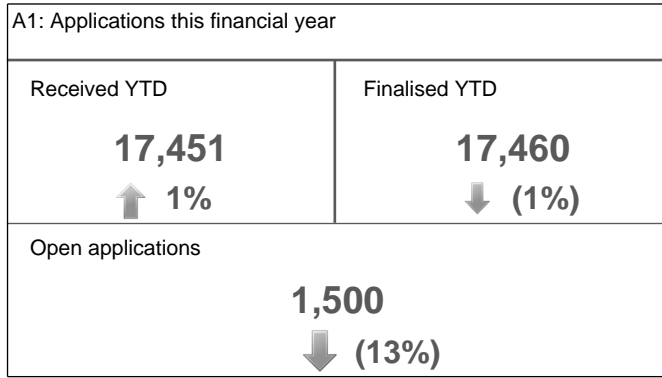 A1: Applications this financial year
Received YTD
Finalised YTD
17,451
17,460
1%
(1%)
Open applications
1,500
(13%)